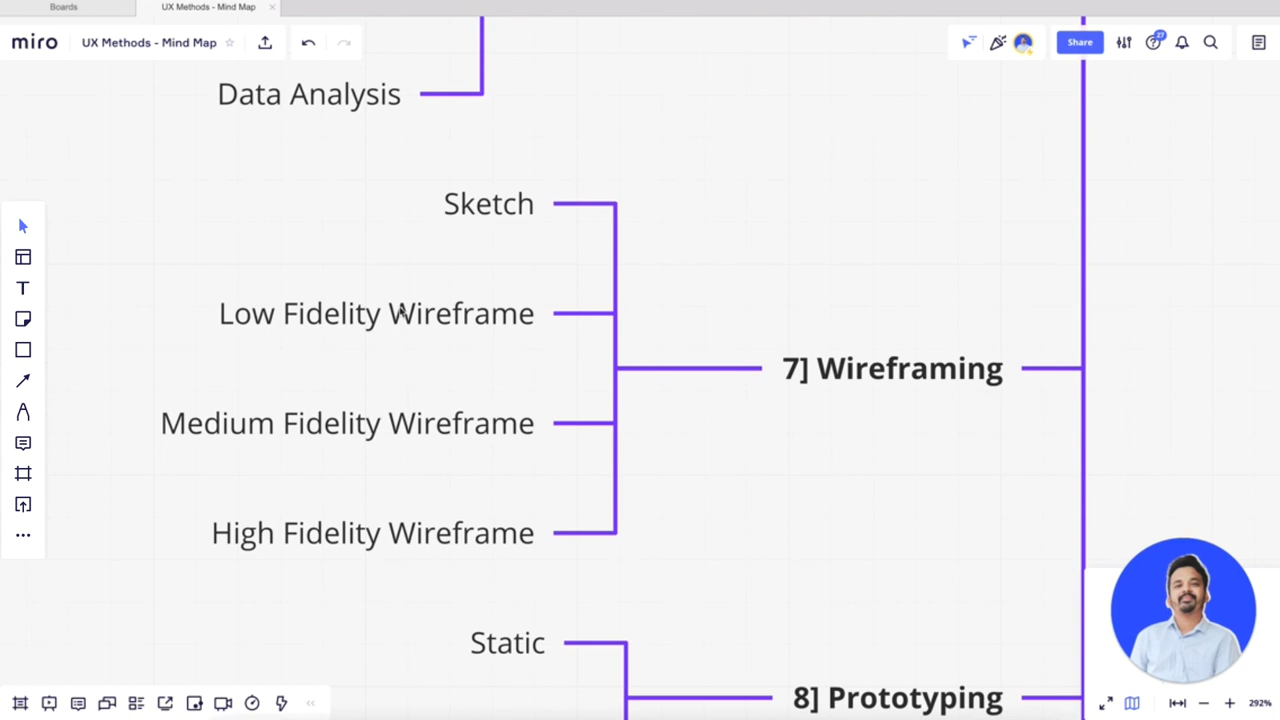 Boards
UX Methods - Mind Map
miro
UX Methods - Mind Map
Share
27
Data Analysis
Sketch
Low Fidelity Wireframe
7] Wireframing
Medium Fidelity Wireframe
High Fidelity Wireframe
Static
8] Prototyping
292%